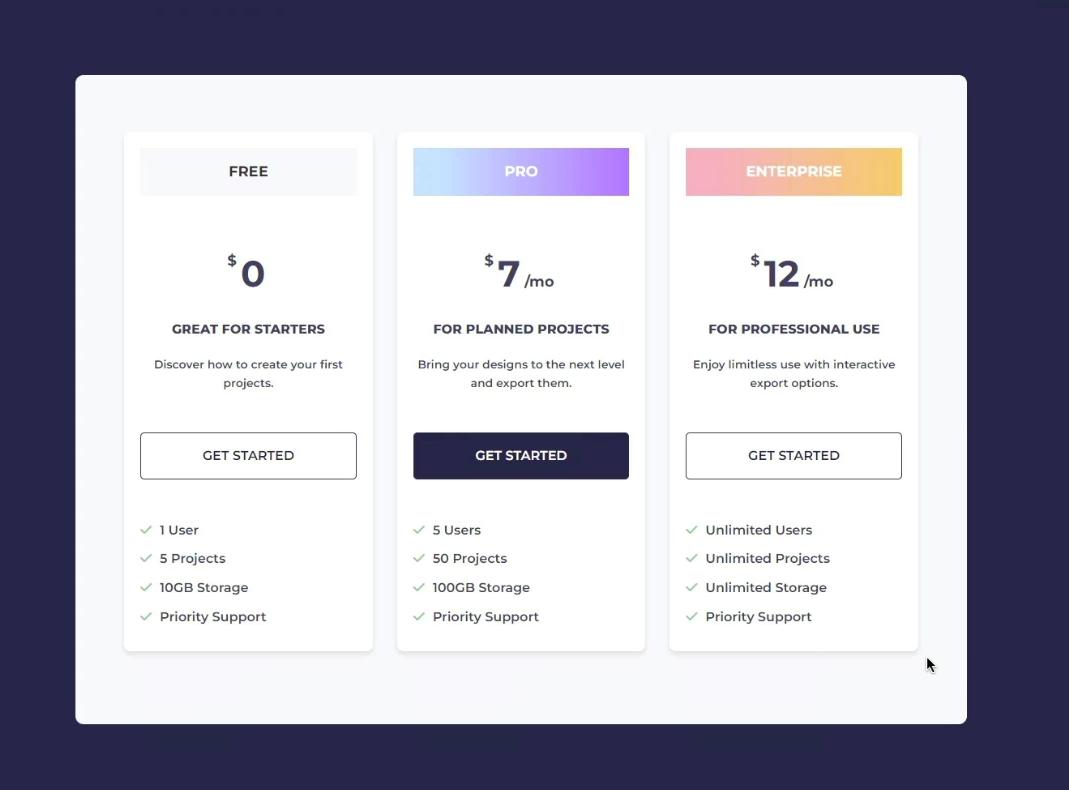 FREE
$ 0
GREAT FOR STARTERS
Discover how to create your first
projects.
GET STARTED
1 User
5 Projects
10GB Storage
Priority Support
PRO
$ 7 /mo
FOR PLANNED PROJECTS
Bring your designs to the next level
and export them.
GET STARTED
5 Users
50 Projects
100GB Storage
Priority Support
ENTERPRISE
$ 12 /mo
FOR PROFESSIONAL USE
Enjoy limitless use with interactive
export options.
GET STARTED
Unlimited Users
Unlimited Projects
Unlimited Storage
Priority Support